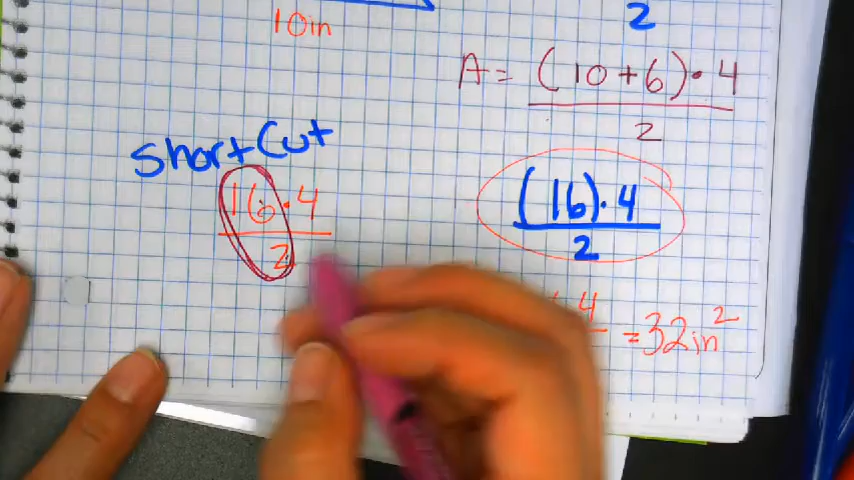 10in
2
A = (10+6)·4
2
Shortcut
16·4
2
(16)·4
2
4
=32in²